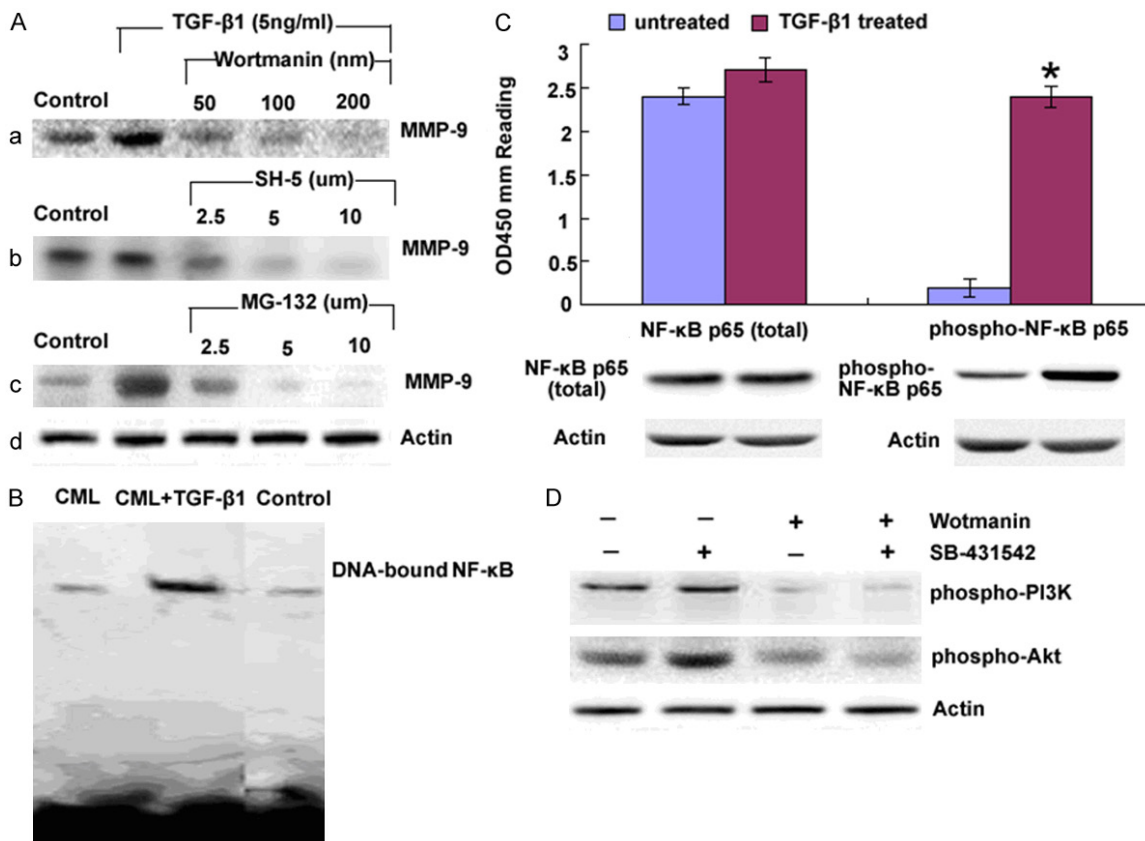 A
TGF-β1 (5ng/ml)
Wortmanin (nm)
Control 50 100 200
a MMP-9
SH-5 (um)
Control 2.5 5 10
b MMP-9
MG-132 (um)
Control 2.5 5 10
c MMP-9
d Actin
B
CML CML+TGF-β1 Control
DNA-bound NF-κB
C
untreated TGF-β1 treated
OD450 mm Reading
3
2.5
2
1.5
1
0.5
0
*
NF-κB p65 (total) phospho-NF-κB p65
NF-κB p65
(total)
phospho-
NF-κB p65
Actin Actin
D
– – + + Wotmanin
– + – + SB-431542
phospho-PI3K
phospho-Akt
Actin